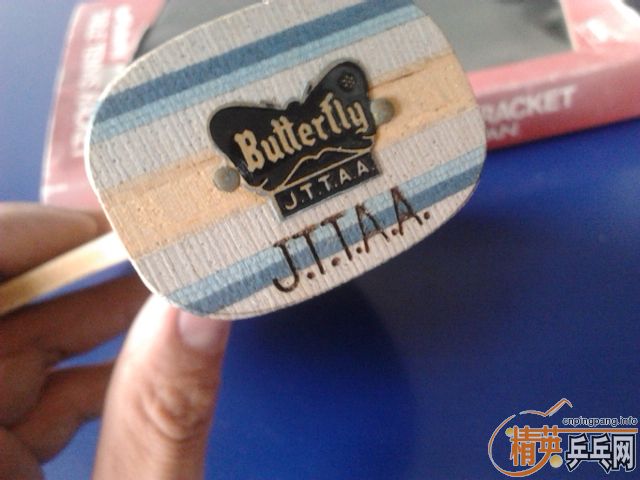 Butterfly
J.T.T.A.A.
J.T.T.A.A.
RACKET
cnpingpang.info
精英乒乓网